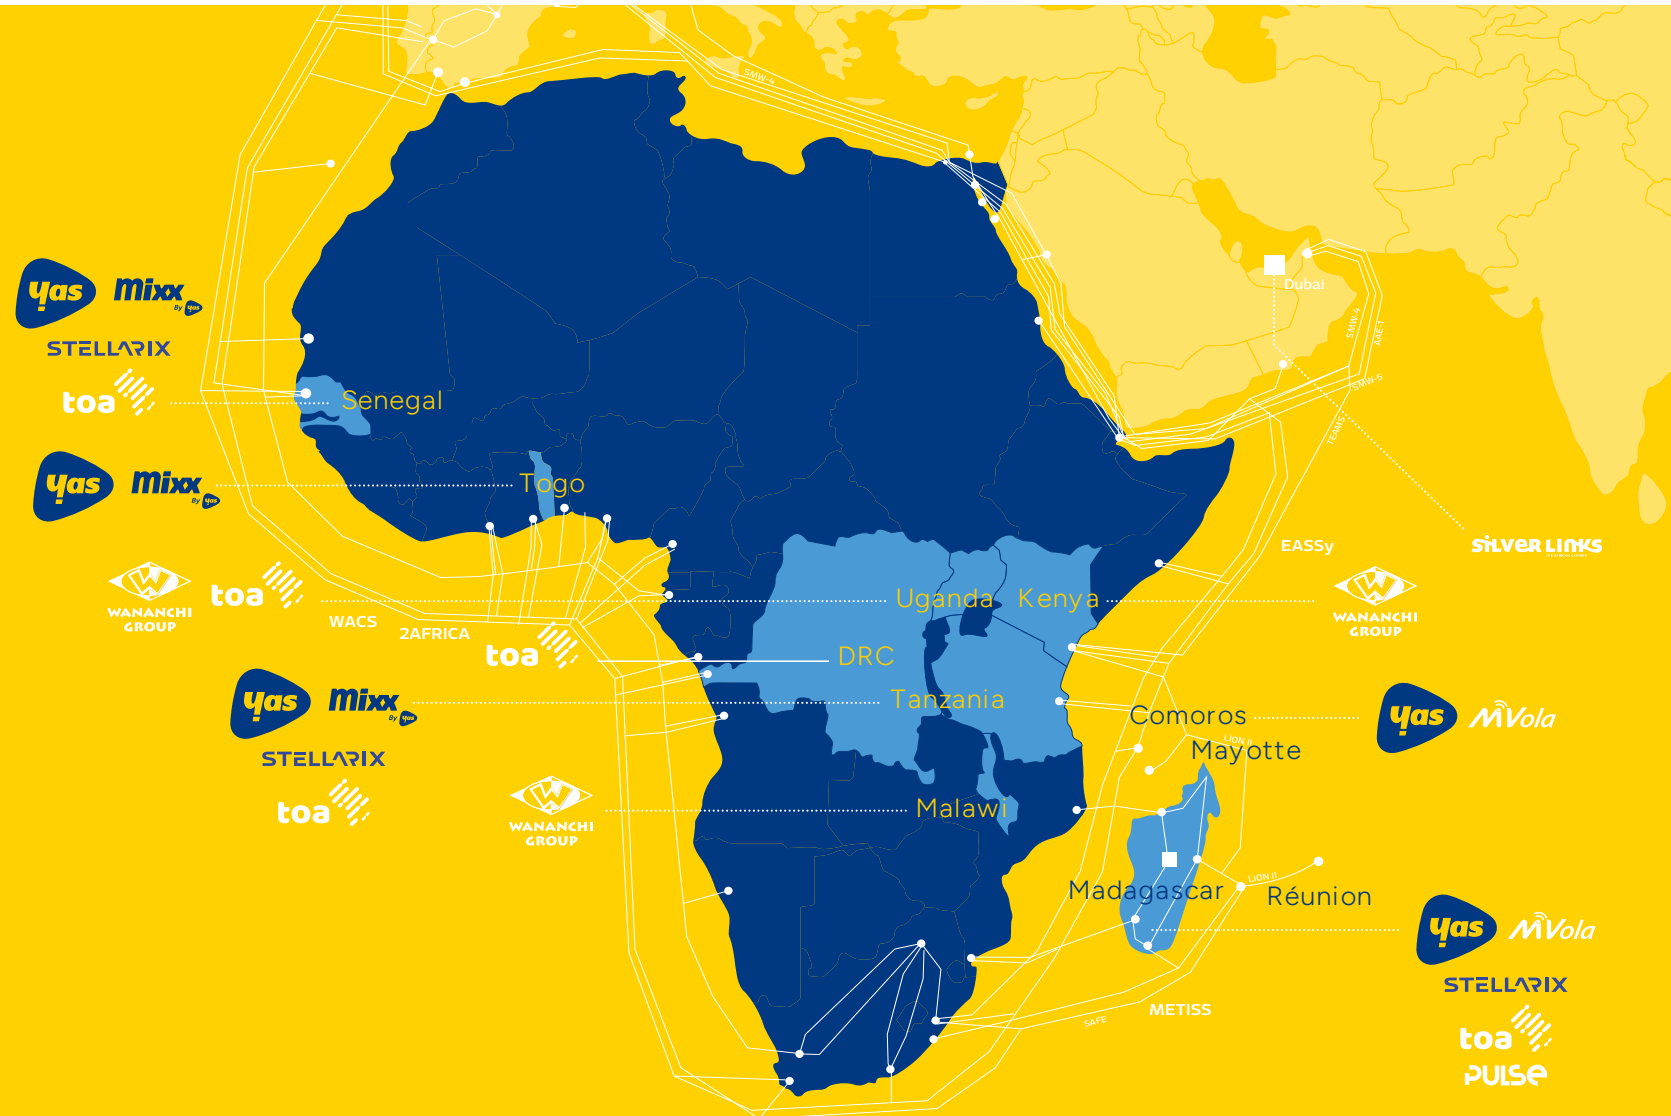 SMW-4
yas
mixx
By yas
STELLARIX
toa
Senegal
Dubai
SMW-4
AAE-1
SMW-5
TEAMS
yas
mixx
By yas
Togo
EASSy
SiLVER LINKS
WANANCHI
GROUP
toa
Uganda
Kenya
WANANCHI
GROUP
WACS
2AFRICA
toa
DRC
yas
mixx
By yas
Tanzania
STELLARIX
toa
Comoros
yas
MVola
LION II
Mayotte
WANANCHI
GROUP
Malawi
Madagascar
LION II
Réunion
yas
MVola
STELLARIX
toa
PULSe
METISS
SAFE